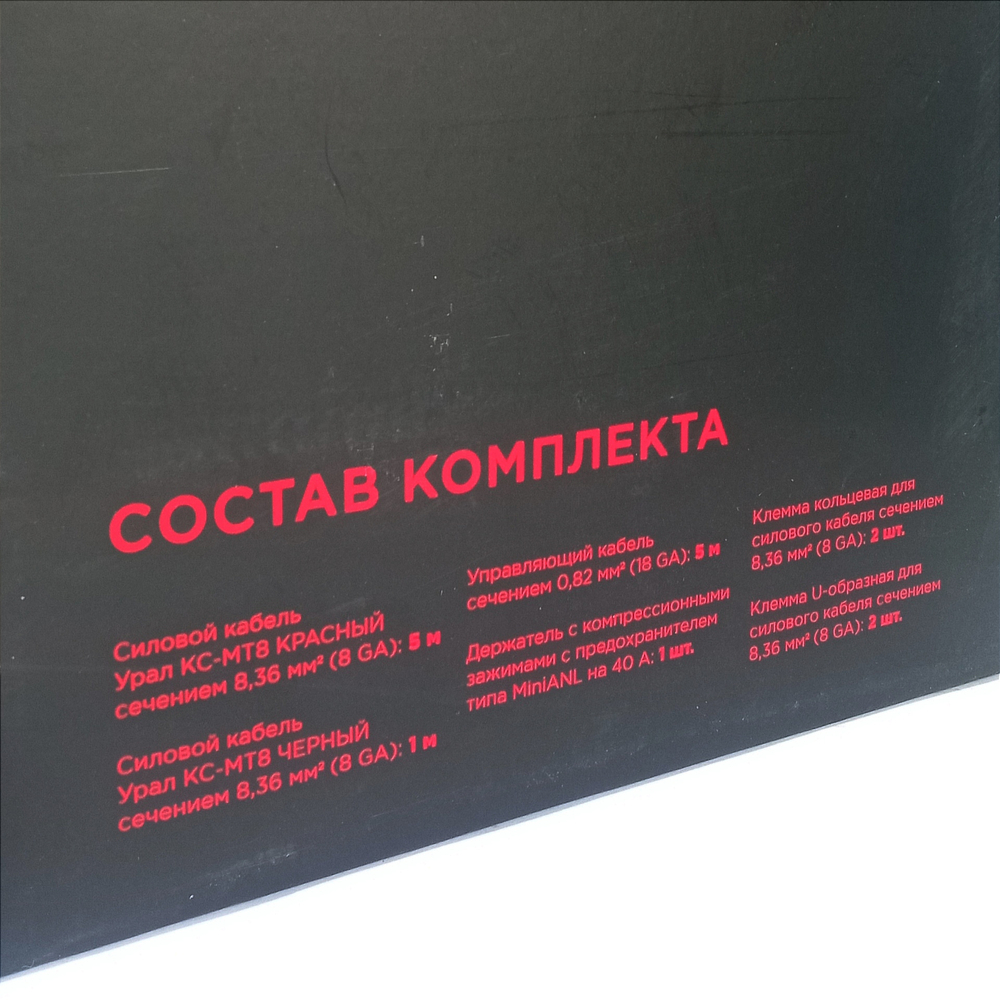 СОСТАВ КОМПЛЕКТА
Силовой кабель
Урал КС-МТ8 КРАСНЫЙ
сечением 8,36 мм² (8 GA): 5 м
Силовой кабель
Урал КС-МТ8 ЧЕРНЫЙ
сечением 8,36 мм² (8 GA): 1 м
Управляющий кабель
сечением 0,82 мм² (18 GA): 5 м
Держатель с компрессионными
зажимами с предохранителем
типа MiniANL на 40 А: 1 шт.
Клемма кольцевая для
силового кабеля сечением
8,36 мм² (8 GA): 2 шт.
Клемма U-образная для
силового кабеля сечением
8,36 мм² (8 GA): 2 шт.